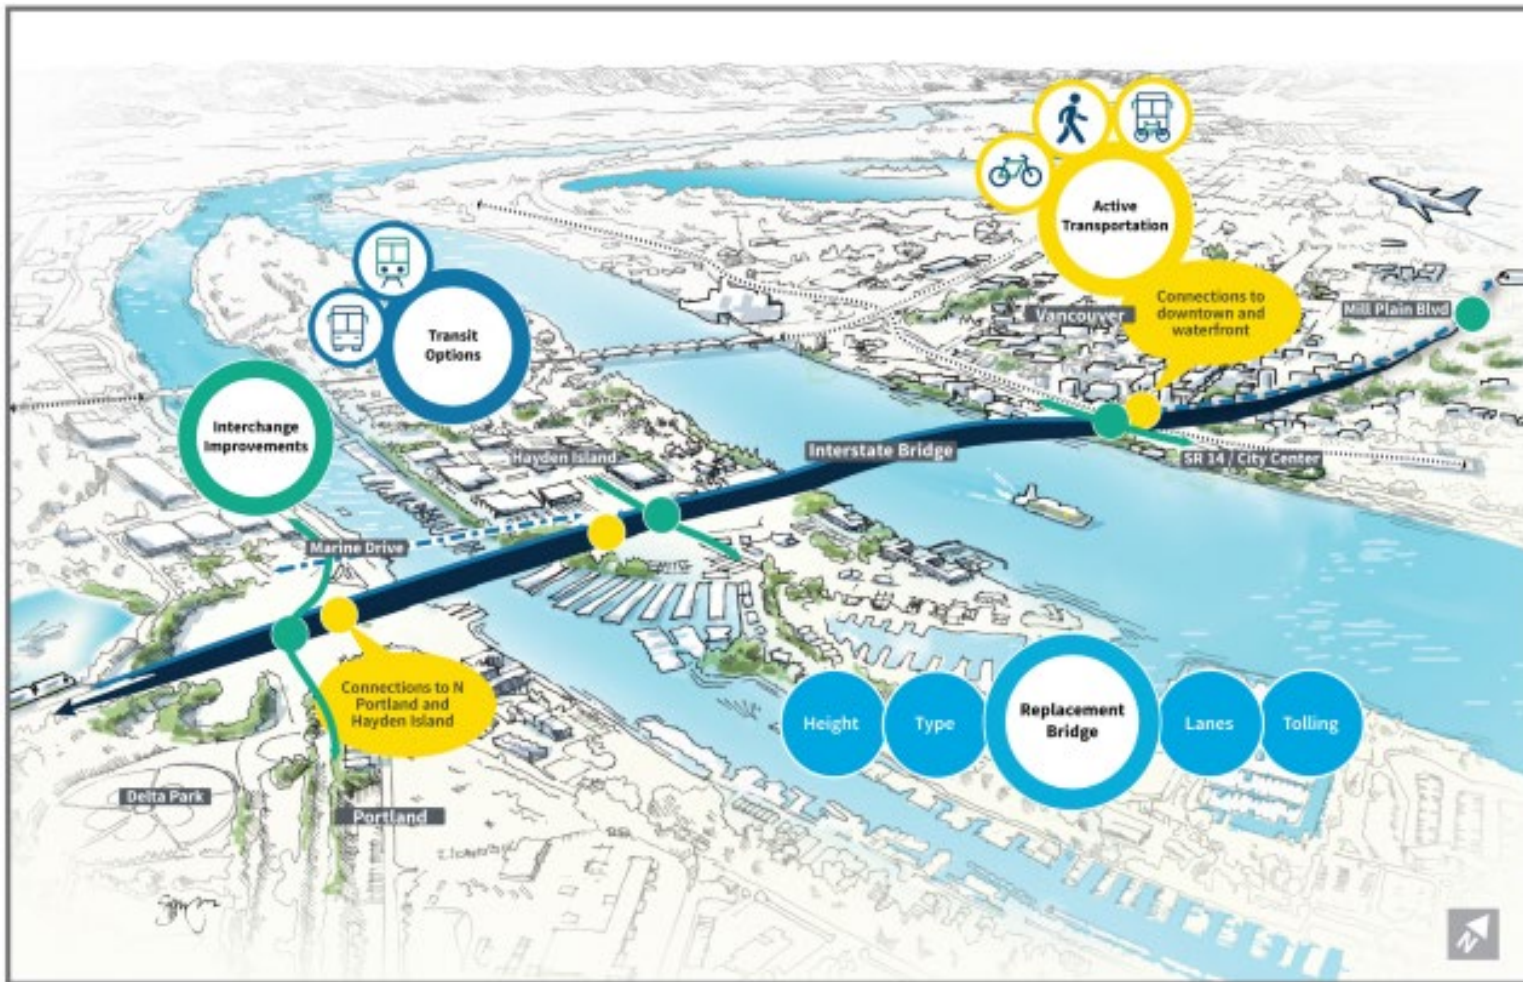 Active
Transportation
Connections to
downtown and
waterfront
Vancouver
Mill Plain Blvd
Transit
Options
Interchange
Improvements
Hayden Island
Interstate Bridge
SR 14 / City Center
Marine Drive
Connections to N
Portland and
Hayden Island
Height
Type
Replacement
Bridge
Lanes
Tolling
Delta Park
Portland
N